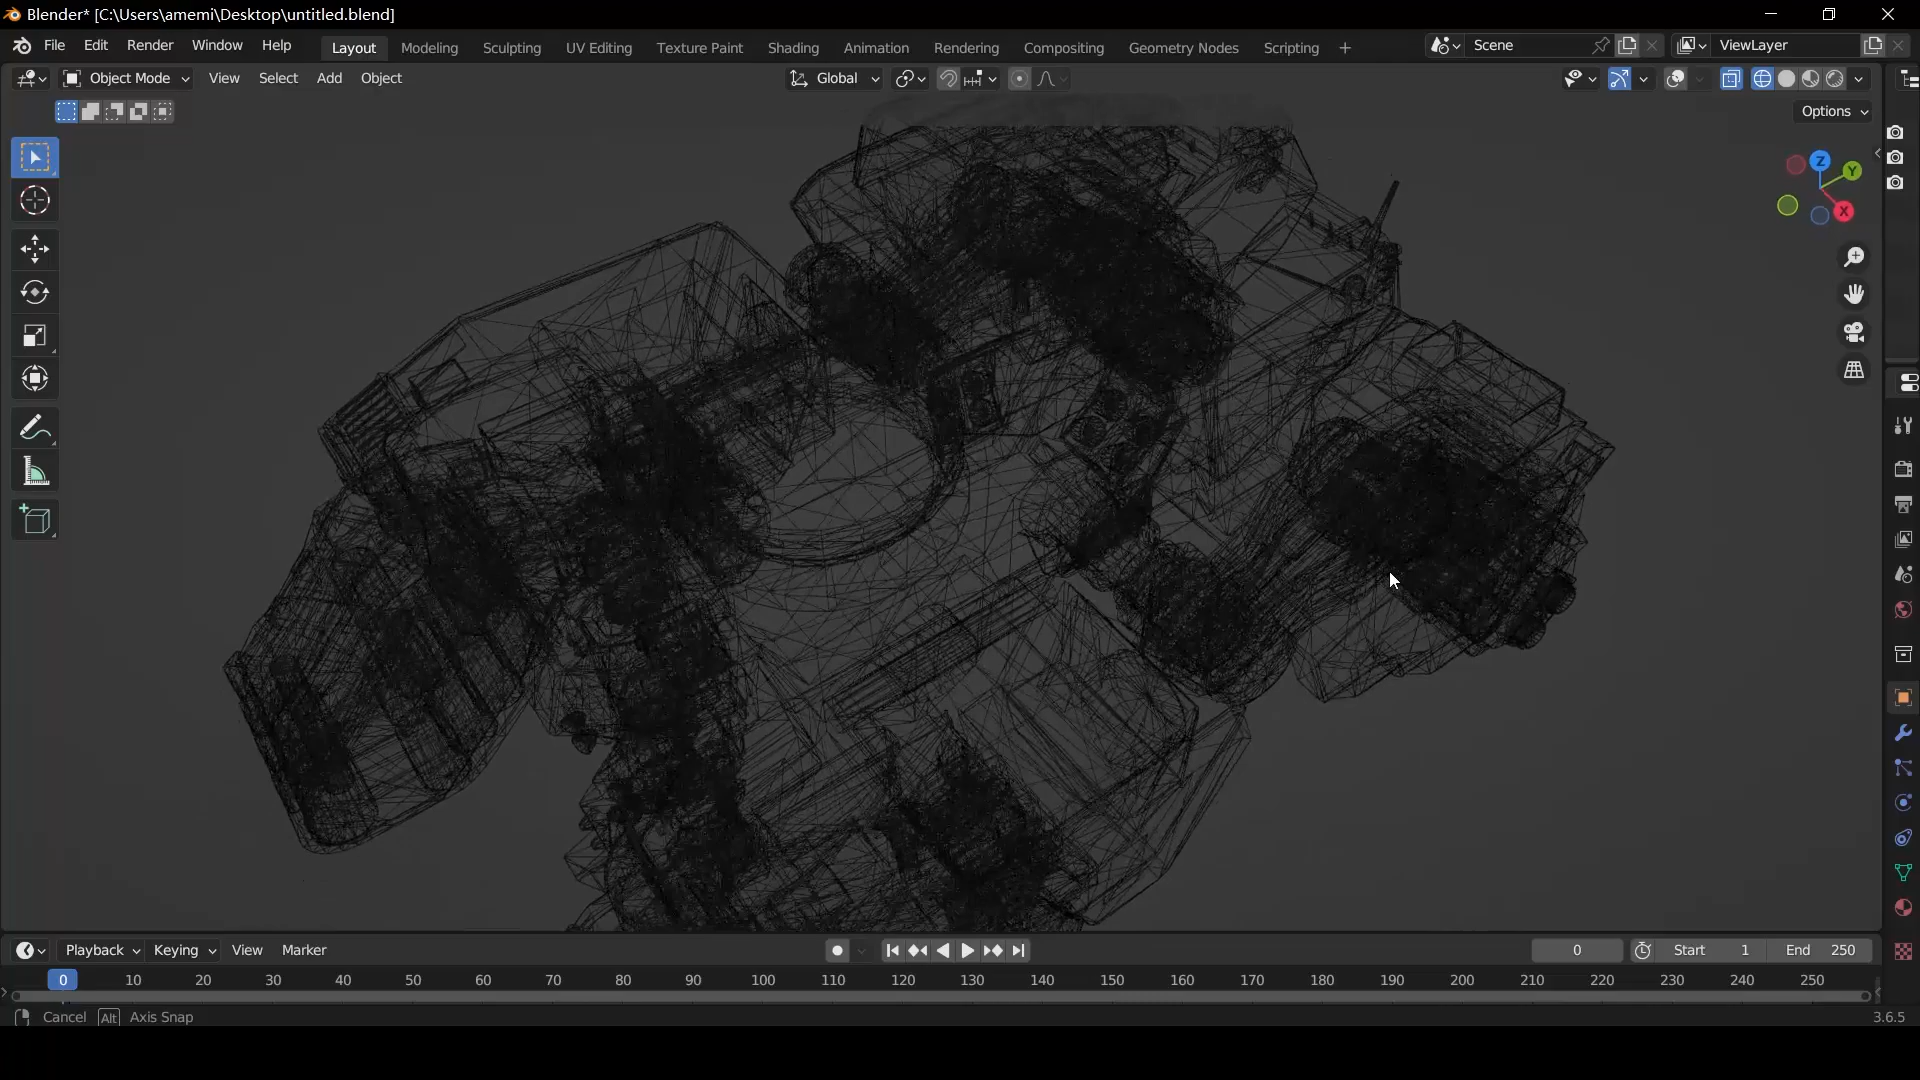 Blender* [C:\Users\amemi\Desktop\untitled.blend]
File Edit Render Window Help Layout Modeling Sculpting UV Editing Texture Paint Shading Animation Rendering Compositing Geometry Nodes Scripting + Scene ViewLayer
Object Mode View Select Add Object Global
Options
Z
Y
X
Playback Keying View Marker 0 Start 1 End 250
0 10 20 30 40 50 60 70 80 90 100 110 120 130 140 150 160 170 180 190 200 210 220 230 240 250
Cancel Alt Axis Snap 3.6.5